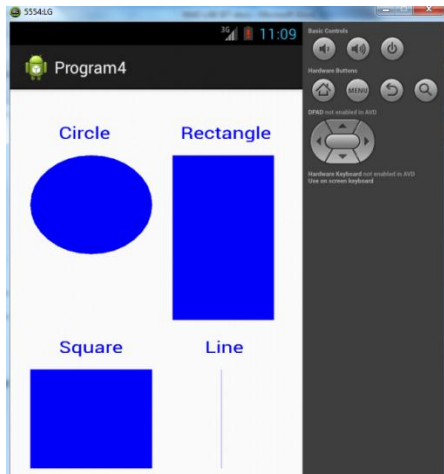 5554:LG
3G 11:09
Program4
Circle Rectangle
Square Line
Basic Controls
Hardware Buttons
MENU
DPAD not enabled in AVD
Hardware Keyboard not enabled in AVD
Use on screen keyboard